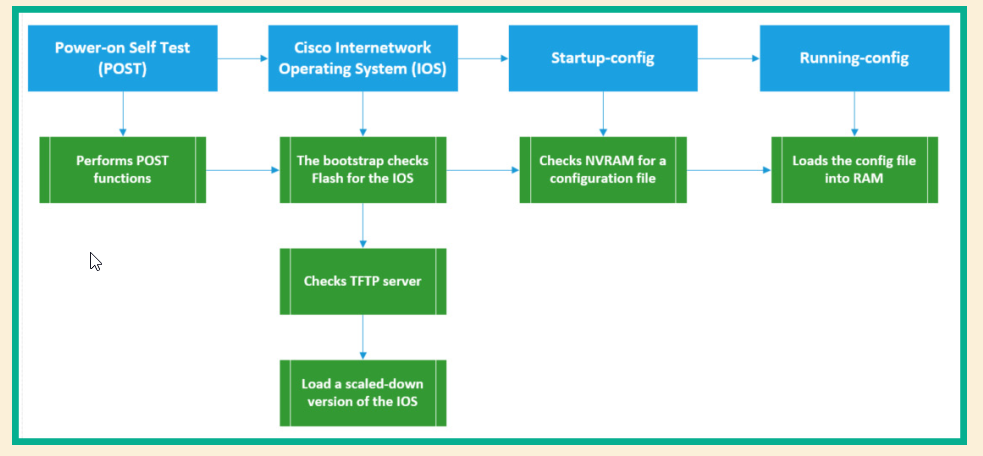 Power-on Self Test
(POST)
Cisco Internetwork
Operating System (IOS)
Startup-config
Running-config
Performs POST
functions
The bootstrap checks
Flash for the IOS
Checks NVRAM for a
configuration file
Loads the config file
into RAM
Checks TFTP server
Load a scaled-down
version of the IOS